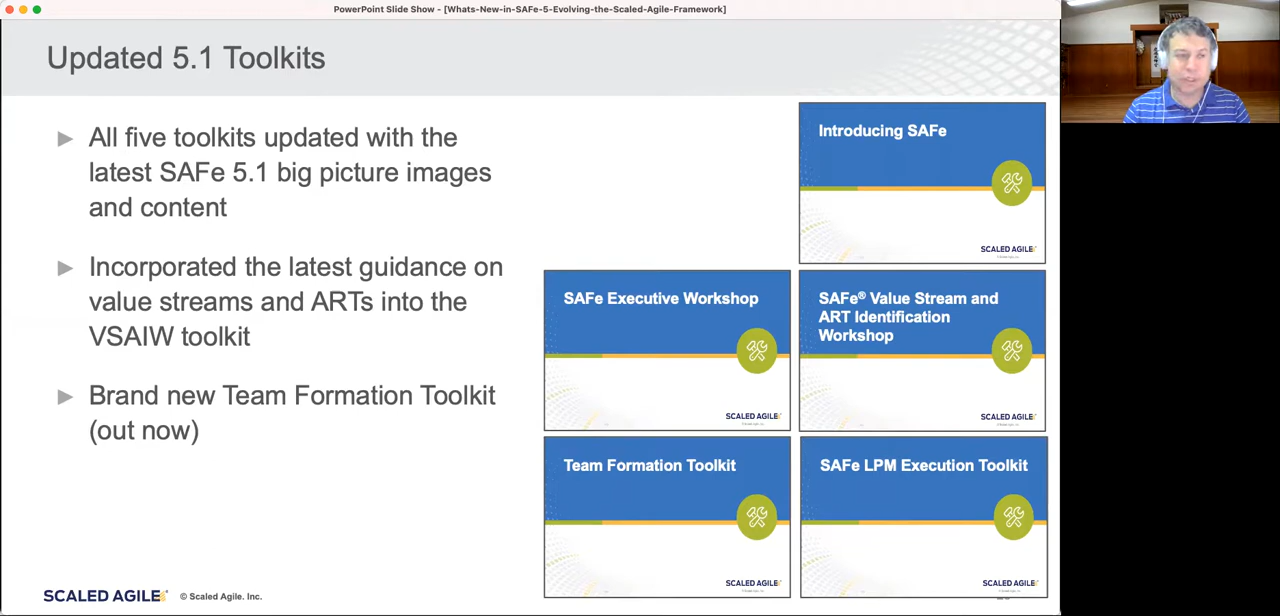 PowerPoint Slide Show - [Whats-New-in-SAFe-5-Evolving-the-Scaled-Agile-Framework]
Updated 5.1 Toolkits
All five toolkits updated with the
latest SAFe 5.1 big picture images
and content
Incorporated the latest guidance on
value streams and ARTs into the
VSAIW toolkit
Brand new Team Formation Toolkit
(out now)
Introducing SAFe
SCALED AGILE
SAFe Executive Workshop
SCALED AGILE
SAFe® Value Stream and
ART Identification
Workshop
SCALED AGILE
Team Formation Toolkit
SCALED AGILE
SAFe LPM Execution Toolkit
SCALED AGILE
SCALED AGILE
© Scaled Agile. Inc.